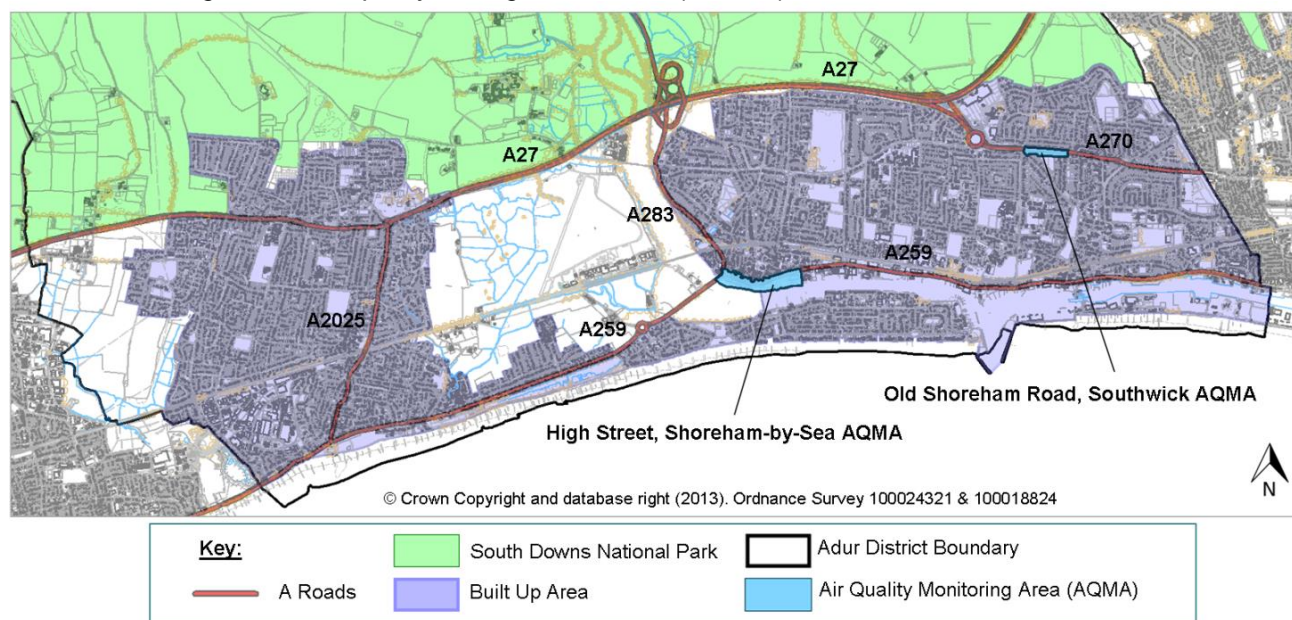 A27
A270
A27
A283
A259
A2025
A259
Old Shoreham Road, Southwick AQMA
High Street, Shoreham-by-Sea AQMA
N
© Crown Copyright and database right (2013). Ordnance Survey 100024321 & 100018824
Key:
South Downs National Park
Adur District Boundary
A Roads
Built Up Area
Air Quality Monitoring Area (AQMA)